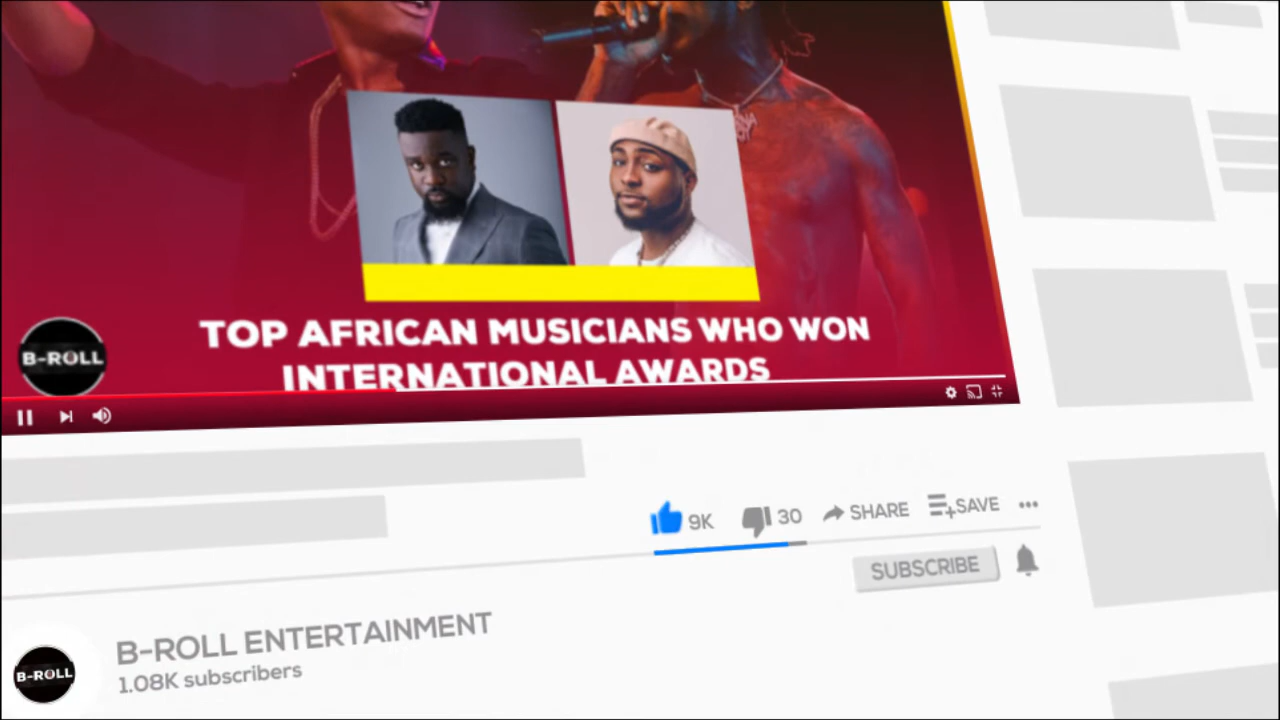 TOP AFRICAN MUSICIANS WHO WON
INTERNATIONAL AWARDS
B-ROLL
9K
30
SHARE
SAVE
SUBSCRIBE
B-ROLL ENTERTAINMENT
1.08K subscribers
B-ROLL